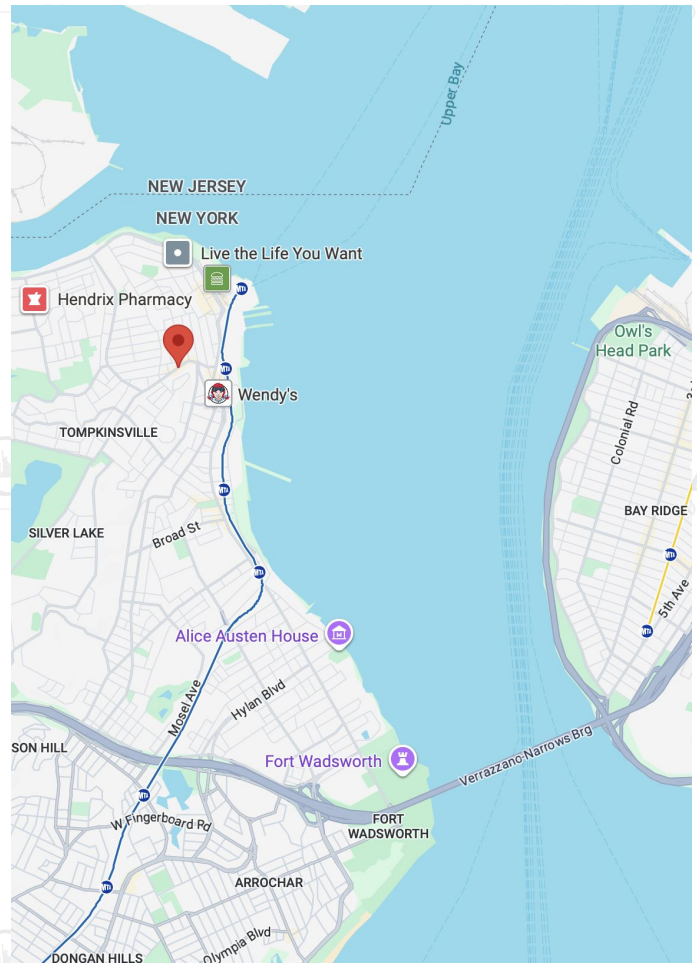 Upper Bay
NEW JERSEY
NEW YORK
Live the Life You Want
Hendrix Pharmacy
Owl's
Head Park
Wendy's
Colonial Rd
TOMPKINSVILLE
BAY RIDGE
Broad St
SILVER LAKE
5th Ave
Alice Austen House
Mosel Ave
Hylan Blvd
SON HILL
Fort Wadsworth
Verrazzano-Narrows Brg
W Fingerboard Rd
FORT
WADSWORTH
ARROCHAR
Olympia Blvd
DONGAN HILLS